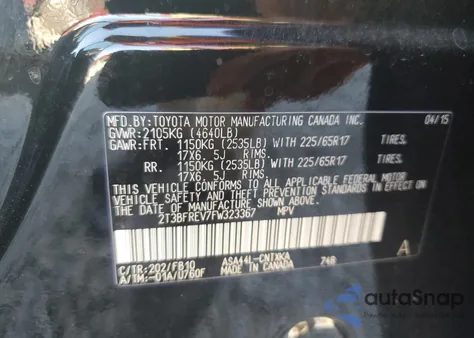 MFD.BY:TOYOTA MOTOR MANUFACTURING CANADA INC. 04/15
GVWR:2105KG (4640LB)
GAWR:FRT. 1150KG (2535LB) WITH 225/65R17 TIRES.
17X6. 5J RIMS.
RR. 1150KG (2535LB) WITH 225/65R17 TIRES.
17X6. 5J RIMS.
THIS VEHICLE CONFORMS TO ALL APPLICABLE FEDERAL MOTOR
VEHICLE SAFETY AND THEFT PREVENTION STANDARDS IN EFFECT
ON THE DATE OF MANUFACTURE SHOWN ABOVE.
2T3BFREV7FW323367 MPV
C/TR:202/FB10 ASA44L-CNTXKA 74B
A/TM:-01A/U760F MADE IN CANADA A
autoSnap